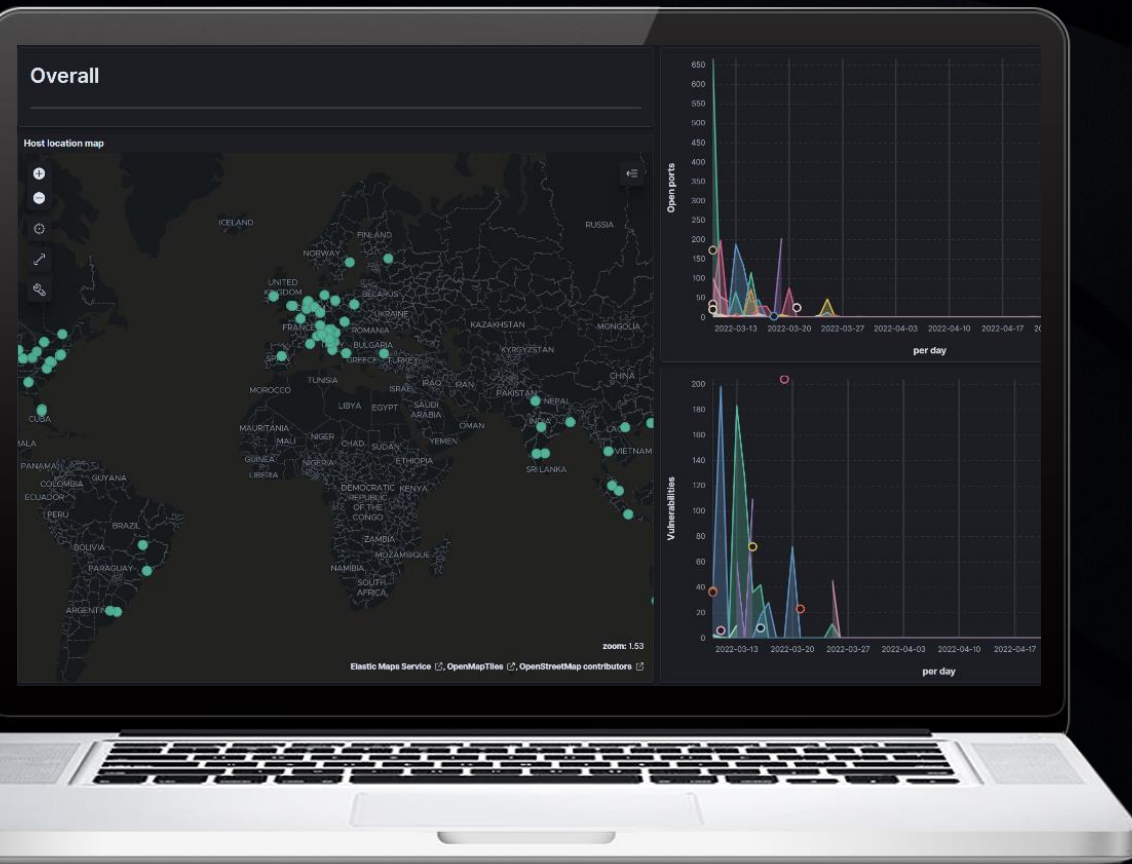 Overall
Host location map
ICELAND
RUSSIA
FINLAND
NORWAY
UNITED
KINGDOM
BELARUS
UKRAINE
FRANCE
ROMANIA
KAZAKHSTAN
MONGOLIA
BULGARIA
GREECE
TURKEY
KYRGYZSTAN
TUNISIA
CHINA
MOROCCO
ISRAEL
IRAQ
IRAN
PAKISTAN
LIBYA
EGYPT
SAUDI
ARABIA
NEPAL
CUBA
OMAN
INDIA
MAURITANIA
MALI
NIGER
CHAD
SUDAN
YEMEN
VIETNAM
GUINEA
NIGERIA
ETHIOPIA
SRI LANKA
PANAMA
LIBERIA
COLOMBIA
GUYANA
DEMOCRATIC
REPUBLIC
OF THE
CONGO
KENYA
ECUADOR
PERU
BRAZIL
ZAMBIA
BOLIVIA
MOZAMBIQUE
PARAGUAY
NAMIBIA
SOUTH
AFRICA
zoom: 1.53
Elastic Maps Service , OpenMapTiles , OpenStreetMap contributors
Open ports
650
600
550
500
450
400
350
300
250
200
150
100
50
0
2022-03-13 2022-03-20 2022-03-27 2022-04-03 2022-04-10 2022-04-17 20
per day
Vulnerabilities
200
180
160
140
120
100
80
60
40
20
0
2022-03-13 2022-03-20 2022-03-27 2022-04-03 2022-04-10 2022-04-17
per day